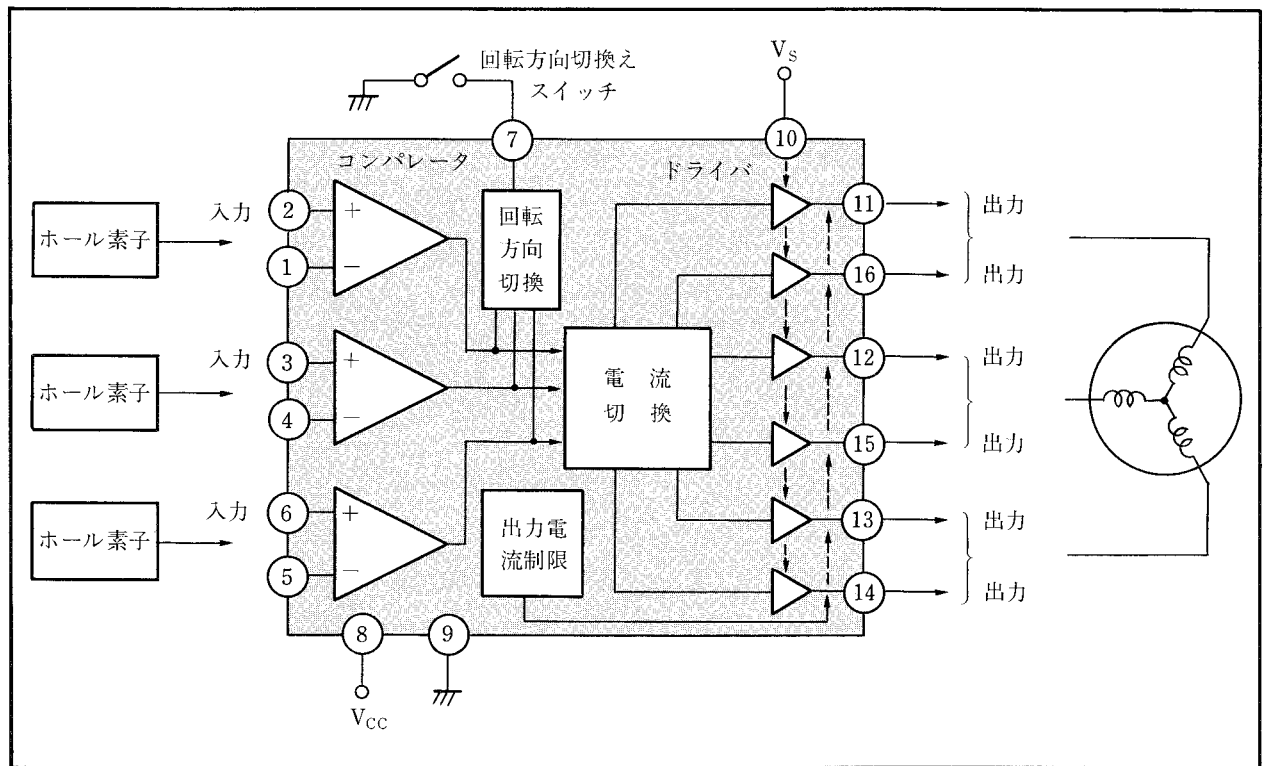 回転方向切換え
スイッチ
V_S
⑦
⑩
コンパレータ
ドライバ
ホール素子
入力
②
+
①
−
回転
方向
切換
⑪
出力
⑯
出力
ホール素子
入力
③
+
④
−
電流
切換
⑫
出力
⑮
出力
ホール素子
入力
⑥
+
⑤
−
出力電
流制限
⑬
出力
⑭
出力
⑧
⑨
V_CC